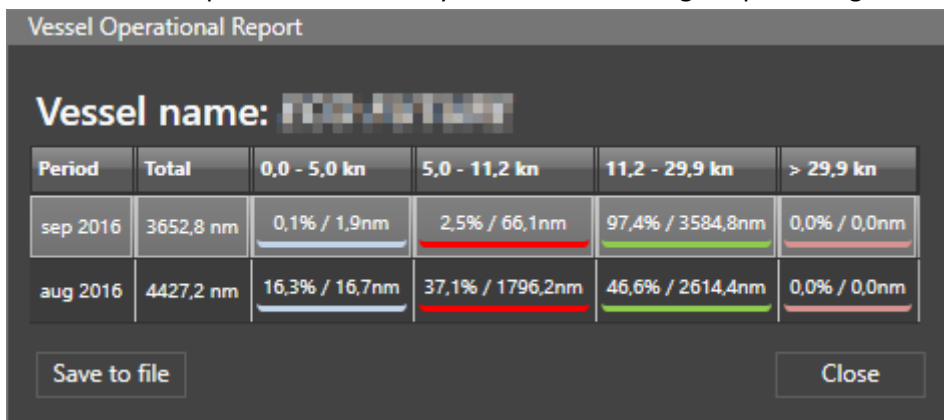 Vessel Operational Report
Vessel name:
Period Total 0,0 - 5,0 kn 5,0 - 11,2 kn 11,2 - 29,9 kn > 29,9 kn
sep 2016 3652,8 nm 0,1% / 1,9nm 2,5% / 66,1nm 97,4% / 3584,8nm 0,0% / 0,0nm
aug 2016 4427,2 nm 16,3% / 16,7nm 37,1% / 1796,2nm 46,6% / 2614,4nm 0,0% / 0,0nm
Save to file Close